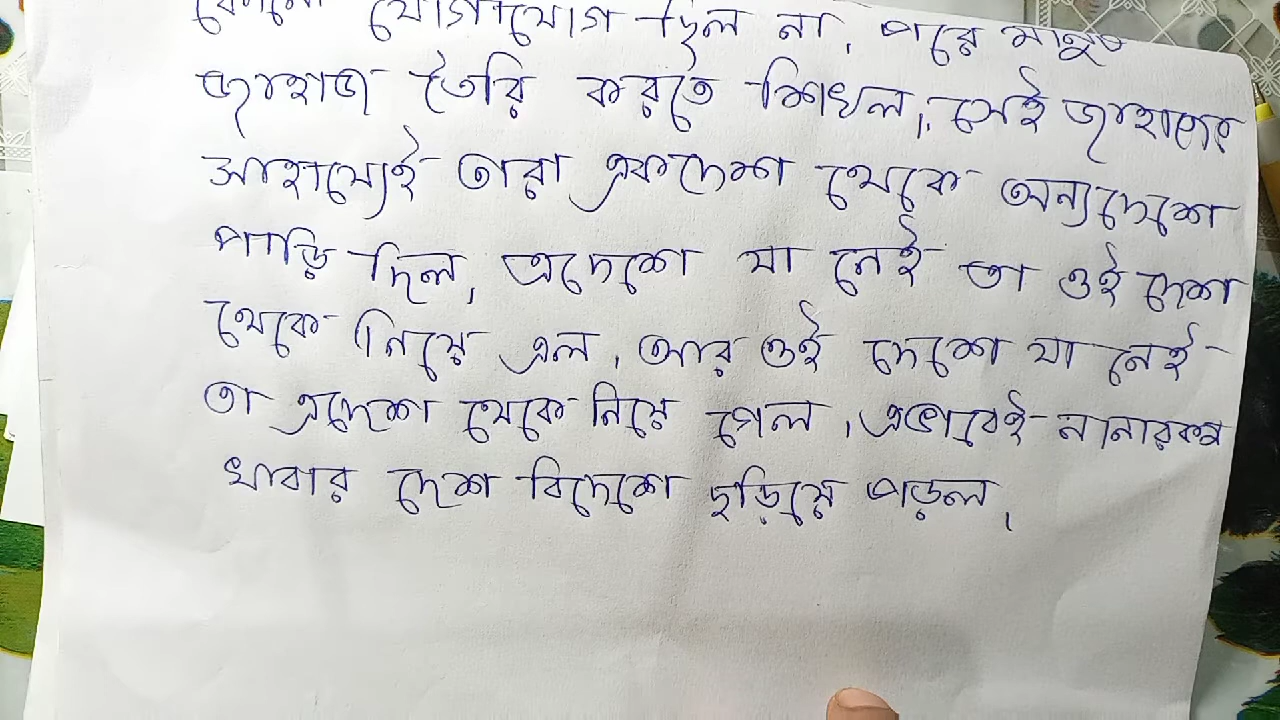 কোনো যোগাযোগ ছিল না, পরে মানুষ
জাহাজ তৈরি করতে শিখল, সেই জাহাজের
সাহায্যেই তারা একদেশ থেকে অন্যদেশে
পাড়ি দিল, এদেশে যা নেই তা ওই দেশ
থেকে নিয়ে এল, আর ওই দেশে যা নেই
তা এদেশ থেকে নিয়ে গেল, এভাবেই নানারকম
খাবার দেশ বিদেশে ছড়িয়ে পড়ল,